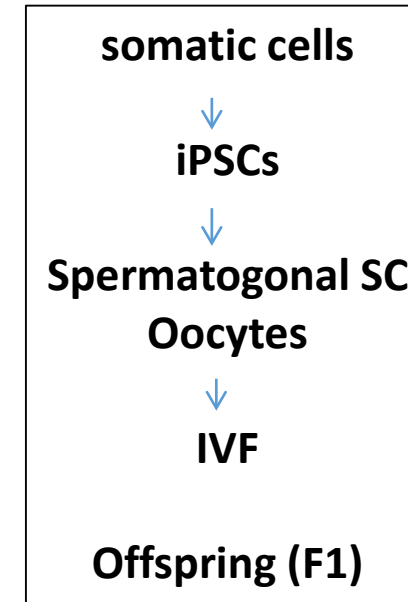 somatic cells
iPSCs
Spermatogonal SC
Oocytes
IVF
Offspring (F1)